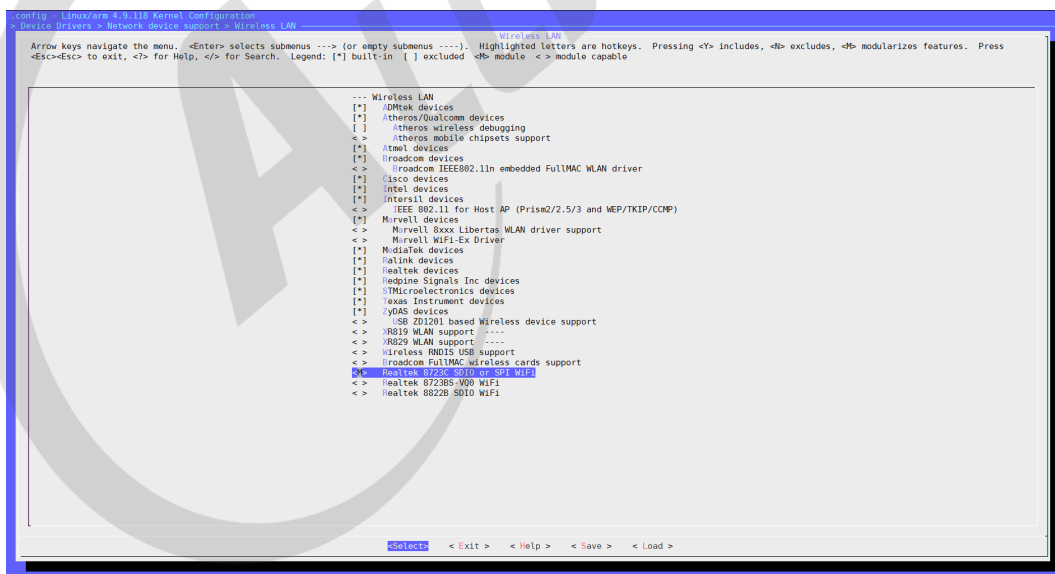 .config - Linux/arm 4.9.118 Kernel Configuration
> Device Drivers > Network device support > Wireless LAN
Wireless LAN
Arrow keys navigate the menu. <Enter> selects submenus ---> (or empty submenus ----). Highlighted letters are hotkeys. Pressing <Y> includes, <N> excludes, <M> modularizes features. Press
<Esc><Esc> to exit, <?> for Help, </> for Search. Legend: [*] built-in [ ] excluded <M> module < > module capable
--- Wireless LAN
[*] ADMtek devices
[*] Atheros/Qualcomm devices
[ ] Atheros wireless debugging
< > Atheros mobile chipsets support
[*] Atmel devices
[*] Broadcom devices
< > Broadcom IEEE802.11n embedded FullMAC WLAN driver
[*] Cisco devices
[*] Intel devices
[*] Intersil devices
< > IEEE 802.11 for Host AP (Prism2/2.5/3 and WEP/TKIP/CCMP)
[*] Marvell devices
< > Marvell 8xxx Libertas WLAN driver support
< > Marvell WiFi-Ex Driver
[*] MediaTek devices
[*] Ralink devices
[*] Realtek devices
[*] Redpine Signals Inc devices
[*] STMicroelectronics devices
[*] Texas Instrument devices
[*] ZyDAS devices
< > USB ZD1201 based Wireless device support
< > XR819 WLAN support ----
< > XR829 WLAN support ----
< > Wireless RNDIS USB support
< > Broadcom FullMAC wireless cards support
<M> Realtek 8723C SDIO or SPI WiFi
< > Realtek 8723BS-VQ0 WiFi
< > Realtek 8822B SDIO WiFi
<Select> < Exit > < Help > < Save > < Load >